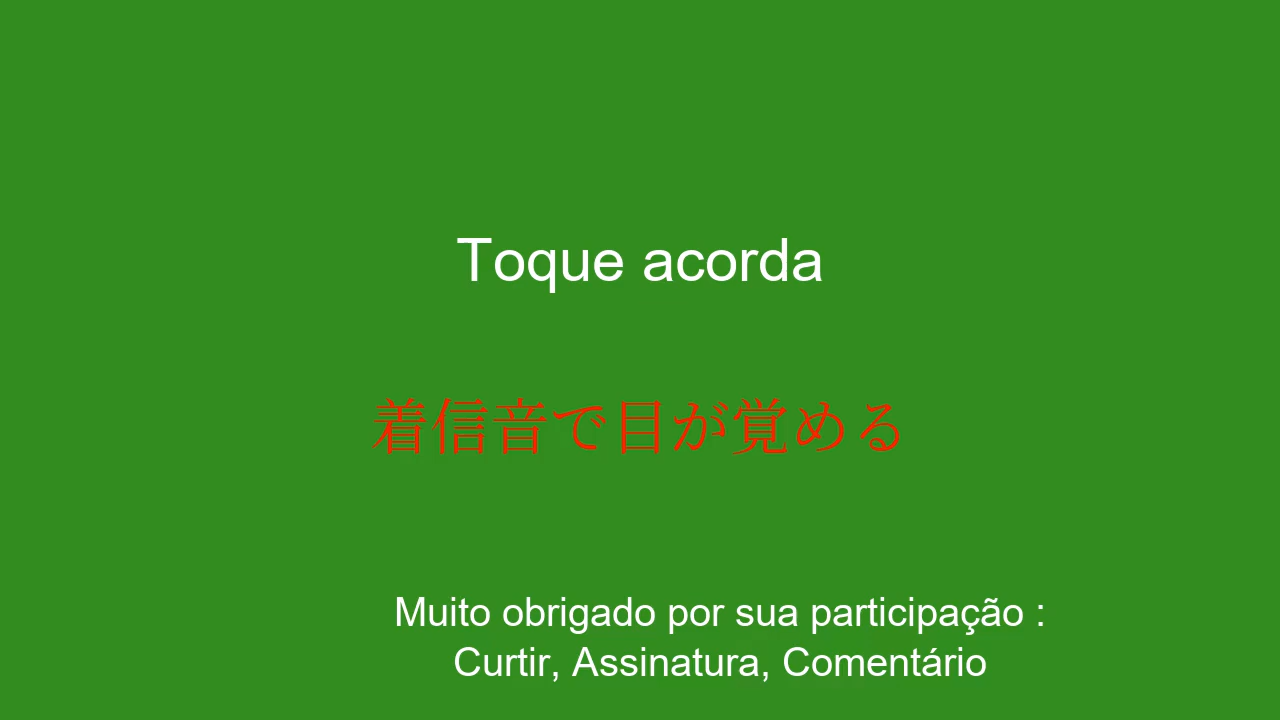 Toque acorda
着信音で目が覚める
Muito obrigado por sua participação :
Curtir, Assinatura, Comentário